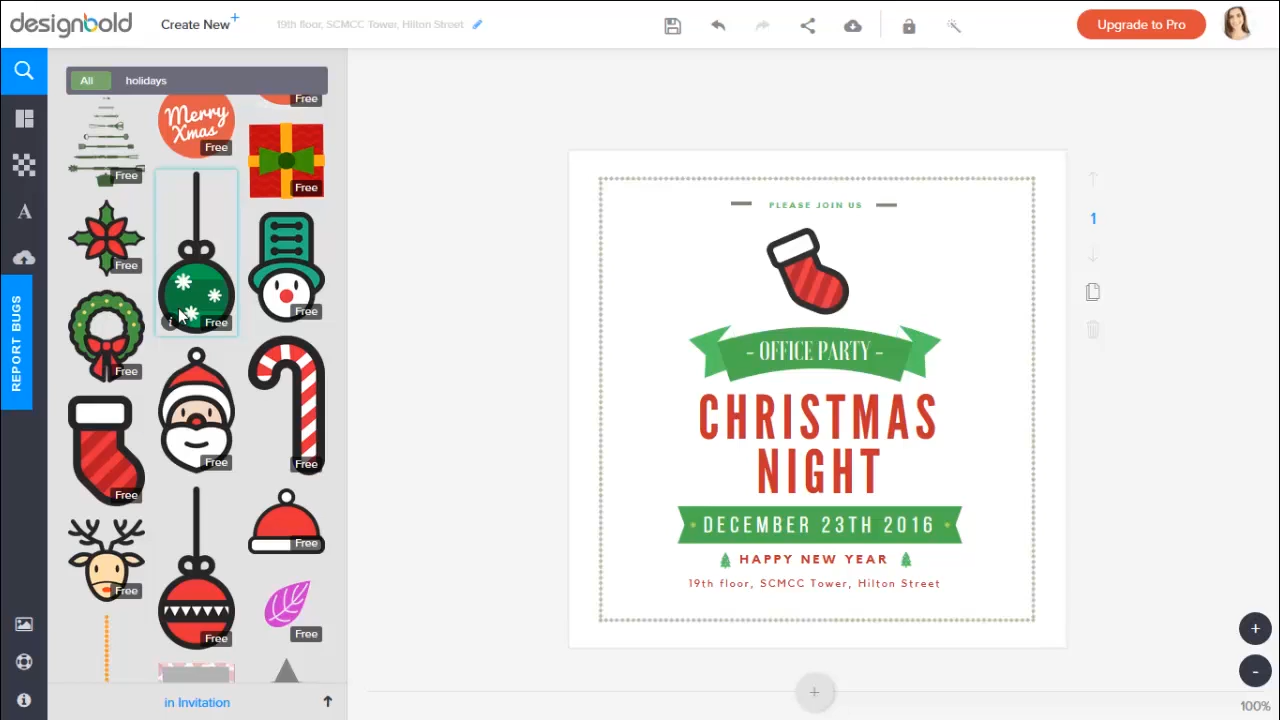 designbold
Create New+
19th floor, SCMCC Tower, Hilton Street
Upgrade to Pro
All
holidays
Merry
Xmas
Free
Free
Free
Free
Free
i
Free
Free
Free
Free
Free
Free
Free
Free
Free
Free
Free
REPORT BUGS
in Invitation
PLEASE JOIN US
- OFFICE PARTY -
CHRISTMAS
NIGHT
DECEMBER 23TH 2016
HAPPY NEW YEAR
19th floor, SCMCC Tower, Hilton Street
1
+
+
-
100%